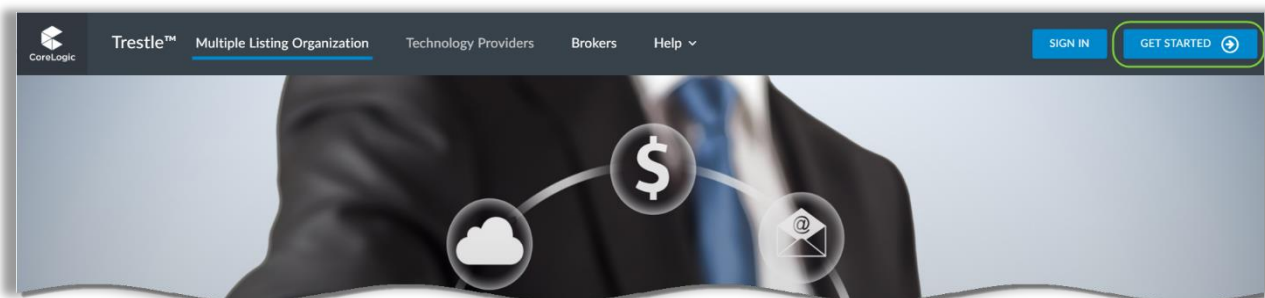 CoreLogic
Trestle™ Multiple Listing Organization Technology Providers Brokers Help SIGN IN GET STARTED
$
@